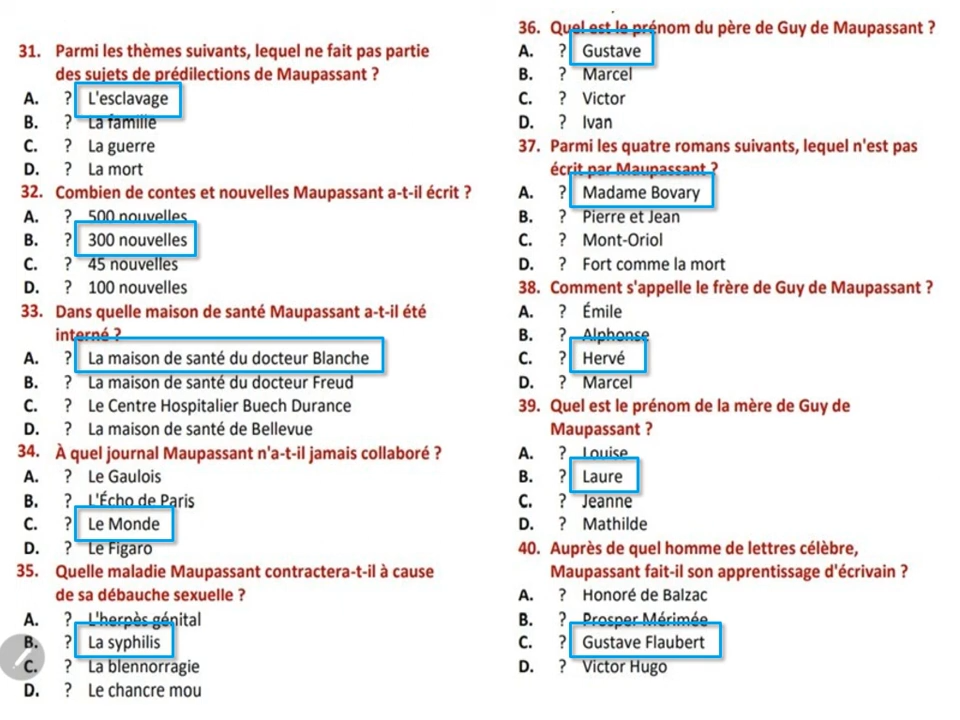 31. Parmi les thèmes suivants, lequel ne fait pas partie
des sujets de prédilections de Maupassant ?
A. ? L'esclavage
B. ? La famille
C. ? La guerre
D. ? La mort
32. Combien de contes et nouvelles Maupassant a-t-il écrit ?
A. ? 500 nouvelles
B. ? 300 nouvelles
C. ? 45 nouvelles
D. ? 100 nouvelles
33. Dans quelle maison de santé Maupassant a-t-il été
interné ?
A. ? La maison de santé du docteur Blanche
B. ? La maison de santé du docteur Freud
C. ? Le Centre Hospitalier Buech Durance
D. ? La maison de santé de Bellevue
34. À quel journal Maupassant n'a-t-il jamais collaboré ?
A. ? Le Gaulois
B. ? L'Écho de Paris
C. ? Le Monde
D. ? Le Figaro
35. Quelle maladie Maupassant contractera-t-il à cause
de sa débauche sexuelle ?
A. ? L'herpès génital
B. ? La syphilis
C. ? La blennorragie
D. ? Le chancre mou
36. Quel est le prénom du père de Guy de Maupassant ?
A. ? Gustave
B. ? Marcel
C. ? Victor
D. ? Ivan
37. Parmi les quatre romans suivants, lequel n'est pas
écrit par Maupassant ?
A. ? Madame Bovary
B. ? Pierre et Jean
C. ? Mont-Oriol
D. ? Fort comme la mort
38. Comment s'appelle le frère de Guy de Maupassant ?
A. ? Émile
B. ? Alphonse
C. ? Hervé
D. ? Marcel
39. Quel est le prénom de la mère de Guy de
Maupassant ?
A. ? Louise
B. ? Laure
C. ? Jeanne
D. ? Mathilde
40. Auprès de quel homme de lettres célèbre,
Maupassant fait-il son apprentissage d'écrivain ?
A. ? Honoré de Balzac
B. ? Prosper Mérimée
C. ? Gustave Flaubert
D. ? Victor Hugo